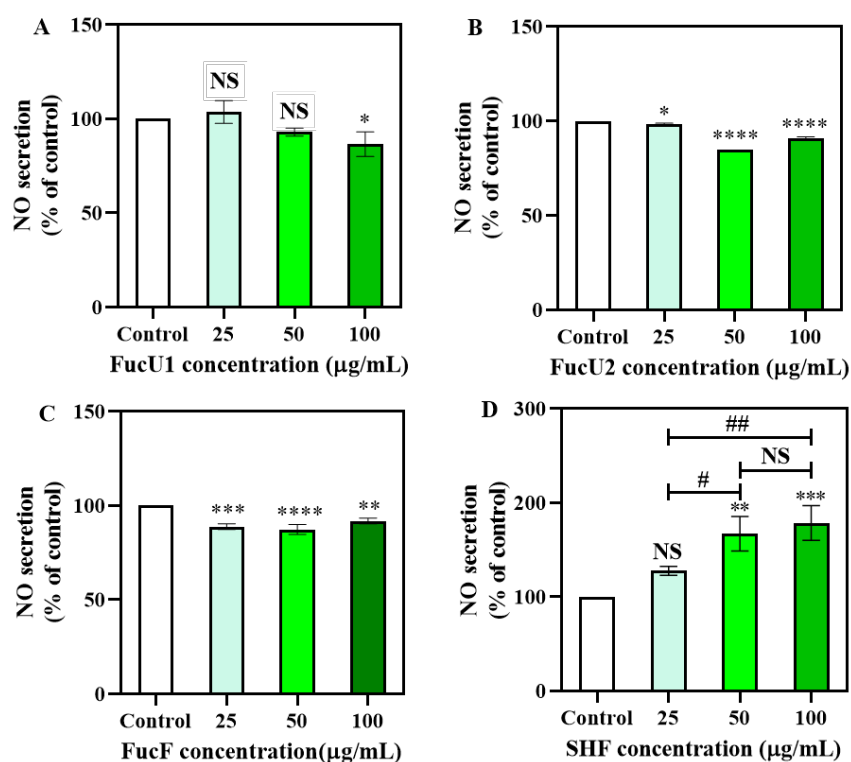 A
150
100
50
0
NO secretion
(% of control)
NS
NS
*
Control 25 50 100
FucU1 concentration (μg/mL)
B
150
100
50
0
NO secretion
(% of control)
*
****
****
Control 25 50 100
FucU2 concentration (μg/mL)
C
150
100
50
0
NO secretion
(% of control)
***
****
**
Control 25 50 100
FucF concentration(μg/mL)
D
300
200
100
0
NO secretion
(% of control)
##
NS
#
NS
**
***
Control 25 50 100
SHF concentration (μg/mL)